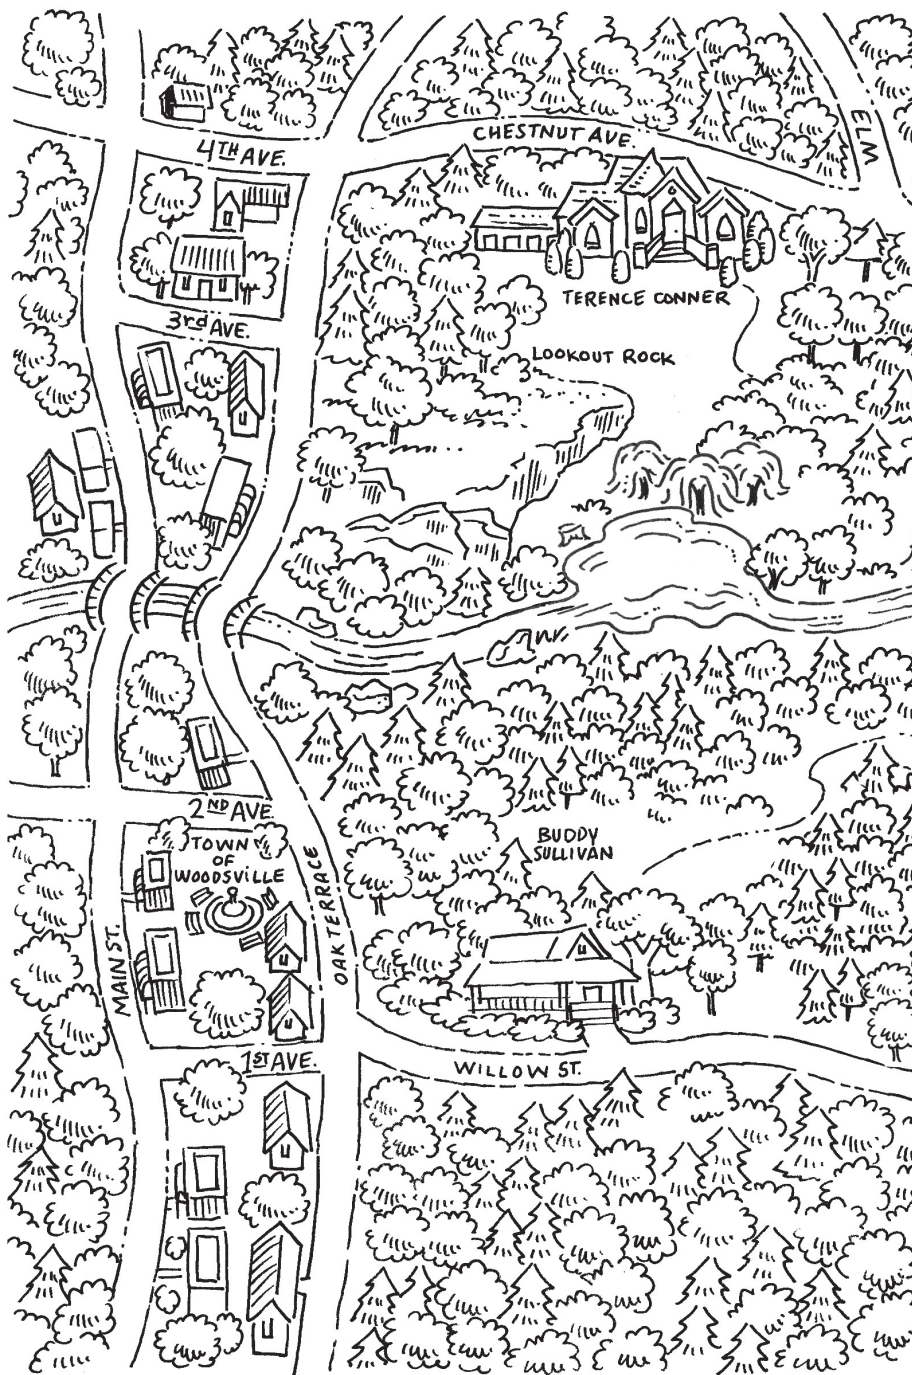 4TH AVE.
CHESTNUT AVE.
ELM
TERENCE CONNER
3rd AVE.
LOOKOUT ROCK
2ND AVE.
TOWN
OF
WOODSVILLE
BUDDY
SULLIVAN
OAK TERRACE
MAIN ST.
1ST AVE.
WILLOW ST.